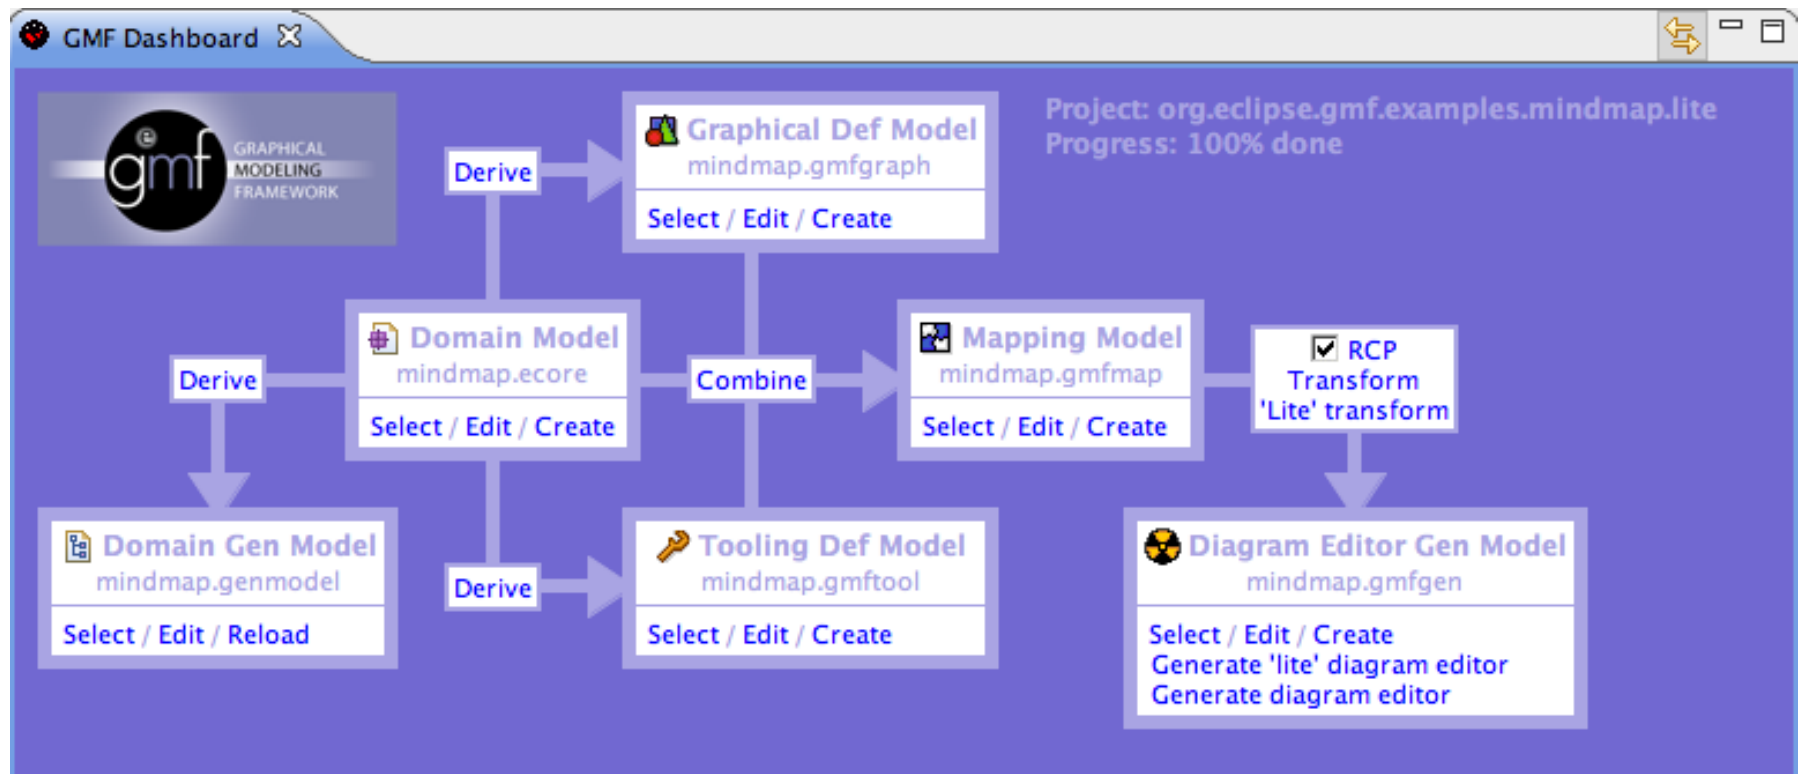 GMF Dashboard
e
gmf
GRAPHICAL
MODELING
FRAMEWORK
Project: org.eclipse.gmf.examples.mindmap.lite
Progress: 100% done
Derive
Graphical Def Model
mindmap.gmfgraph
Select / Edit / Create
Derive
Domain Model
mindmap.ecore
Select / Edit / Create
Combine
Mapping Model
mindmap.gmfmap
Select / Edit / Create
RCP
Transform
'Lite' transform
Domain Gen Model
mindmap.genmodel
Select / Edit / Reload
Derive
Tooling Def Model
mindmap.gmftool
Select / Edit / Create
Diagram Editor Gen Model
mindmap.gmfgen
Select / Edit / Create
Generate 'lite' diagram editor
Generate diagram editor